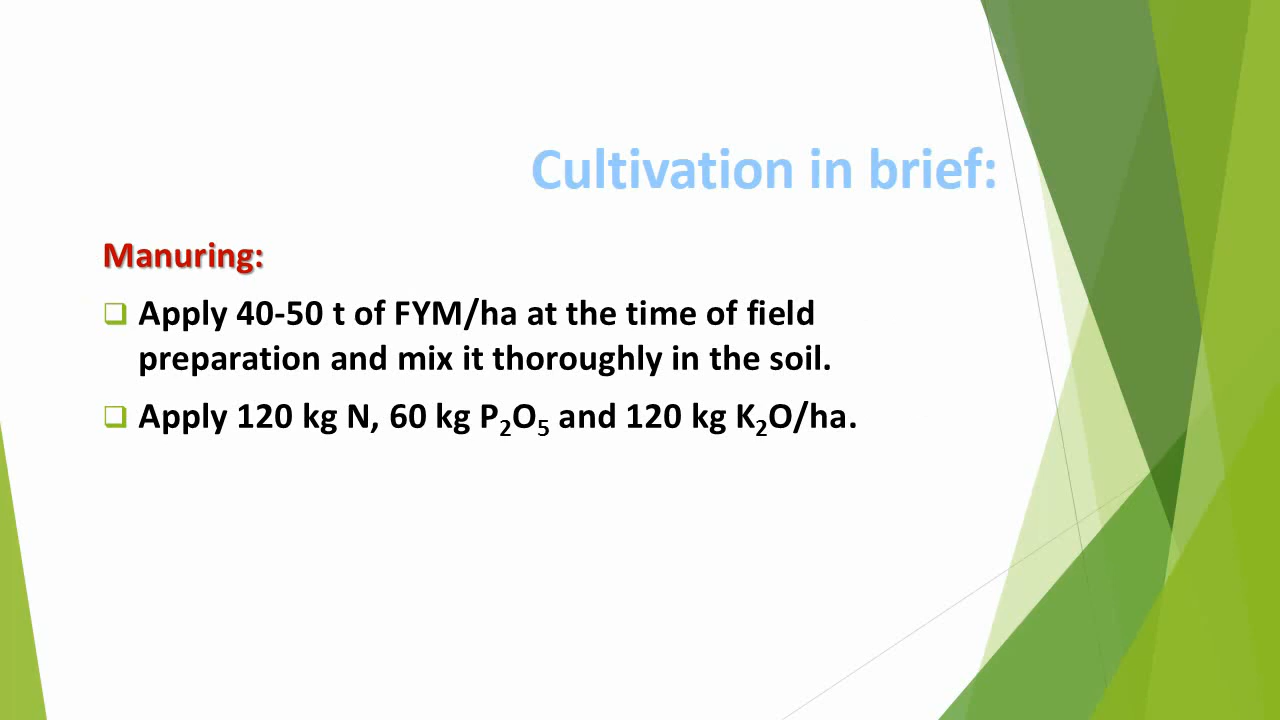 Cultivation in brief:
Manuring:
❑ Apply 40-50 t of FYM/ha at the time of field
preparation and mix it thoroughly in the soil.
❑ Apply 120 kg N, 60 kg P₂O₅ and 120 kg K₂O/ha.